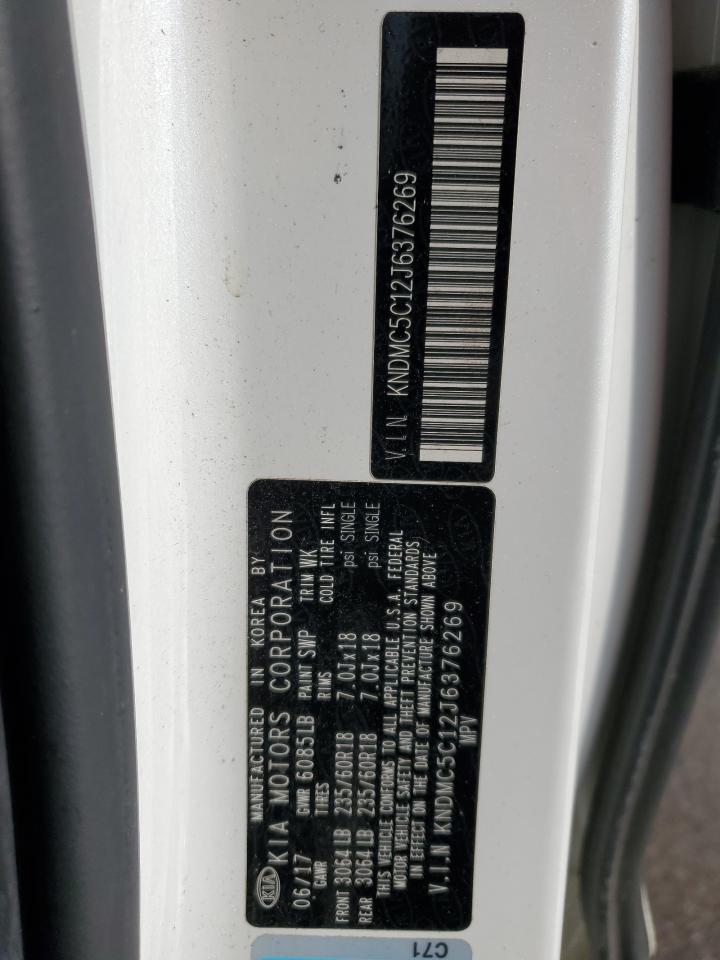 V.I.N KNDMC5C12J6376269
MANUFACTURED IN KOREA BY
KIA KIA MOTORS CORPORATION
06/17 GVWR 6085LB PAINT SWP TRIM WK
GAWR TIRES RIMS COLD TIRE INFL
FRONT 3064LB 235/60R18 7.0Jx18 psi SINGLE
REAR 3064LB 235/60R18 7.0Jx18 psi SINGLE
THIS VEHICLE CONFORMS TO ALL APPLICABLE U.S.A. FEDERAL
MOTOR VEHICLE SAFETY AND THEFT PREVENTION STANDARDS
IN EFFECT ON THE DATE OF MANUFACTURE SHOWN ABOVE
V.I.N KNDMC5C12J6376269
MPV
C71